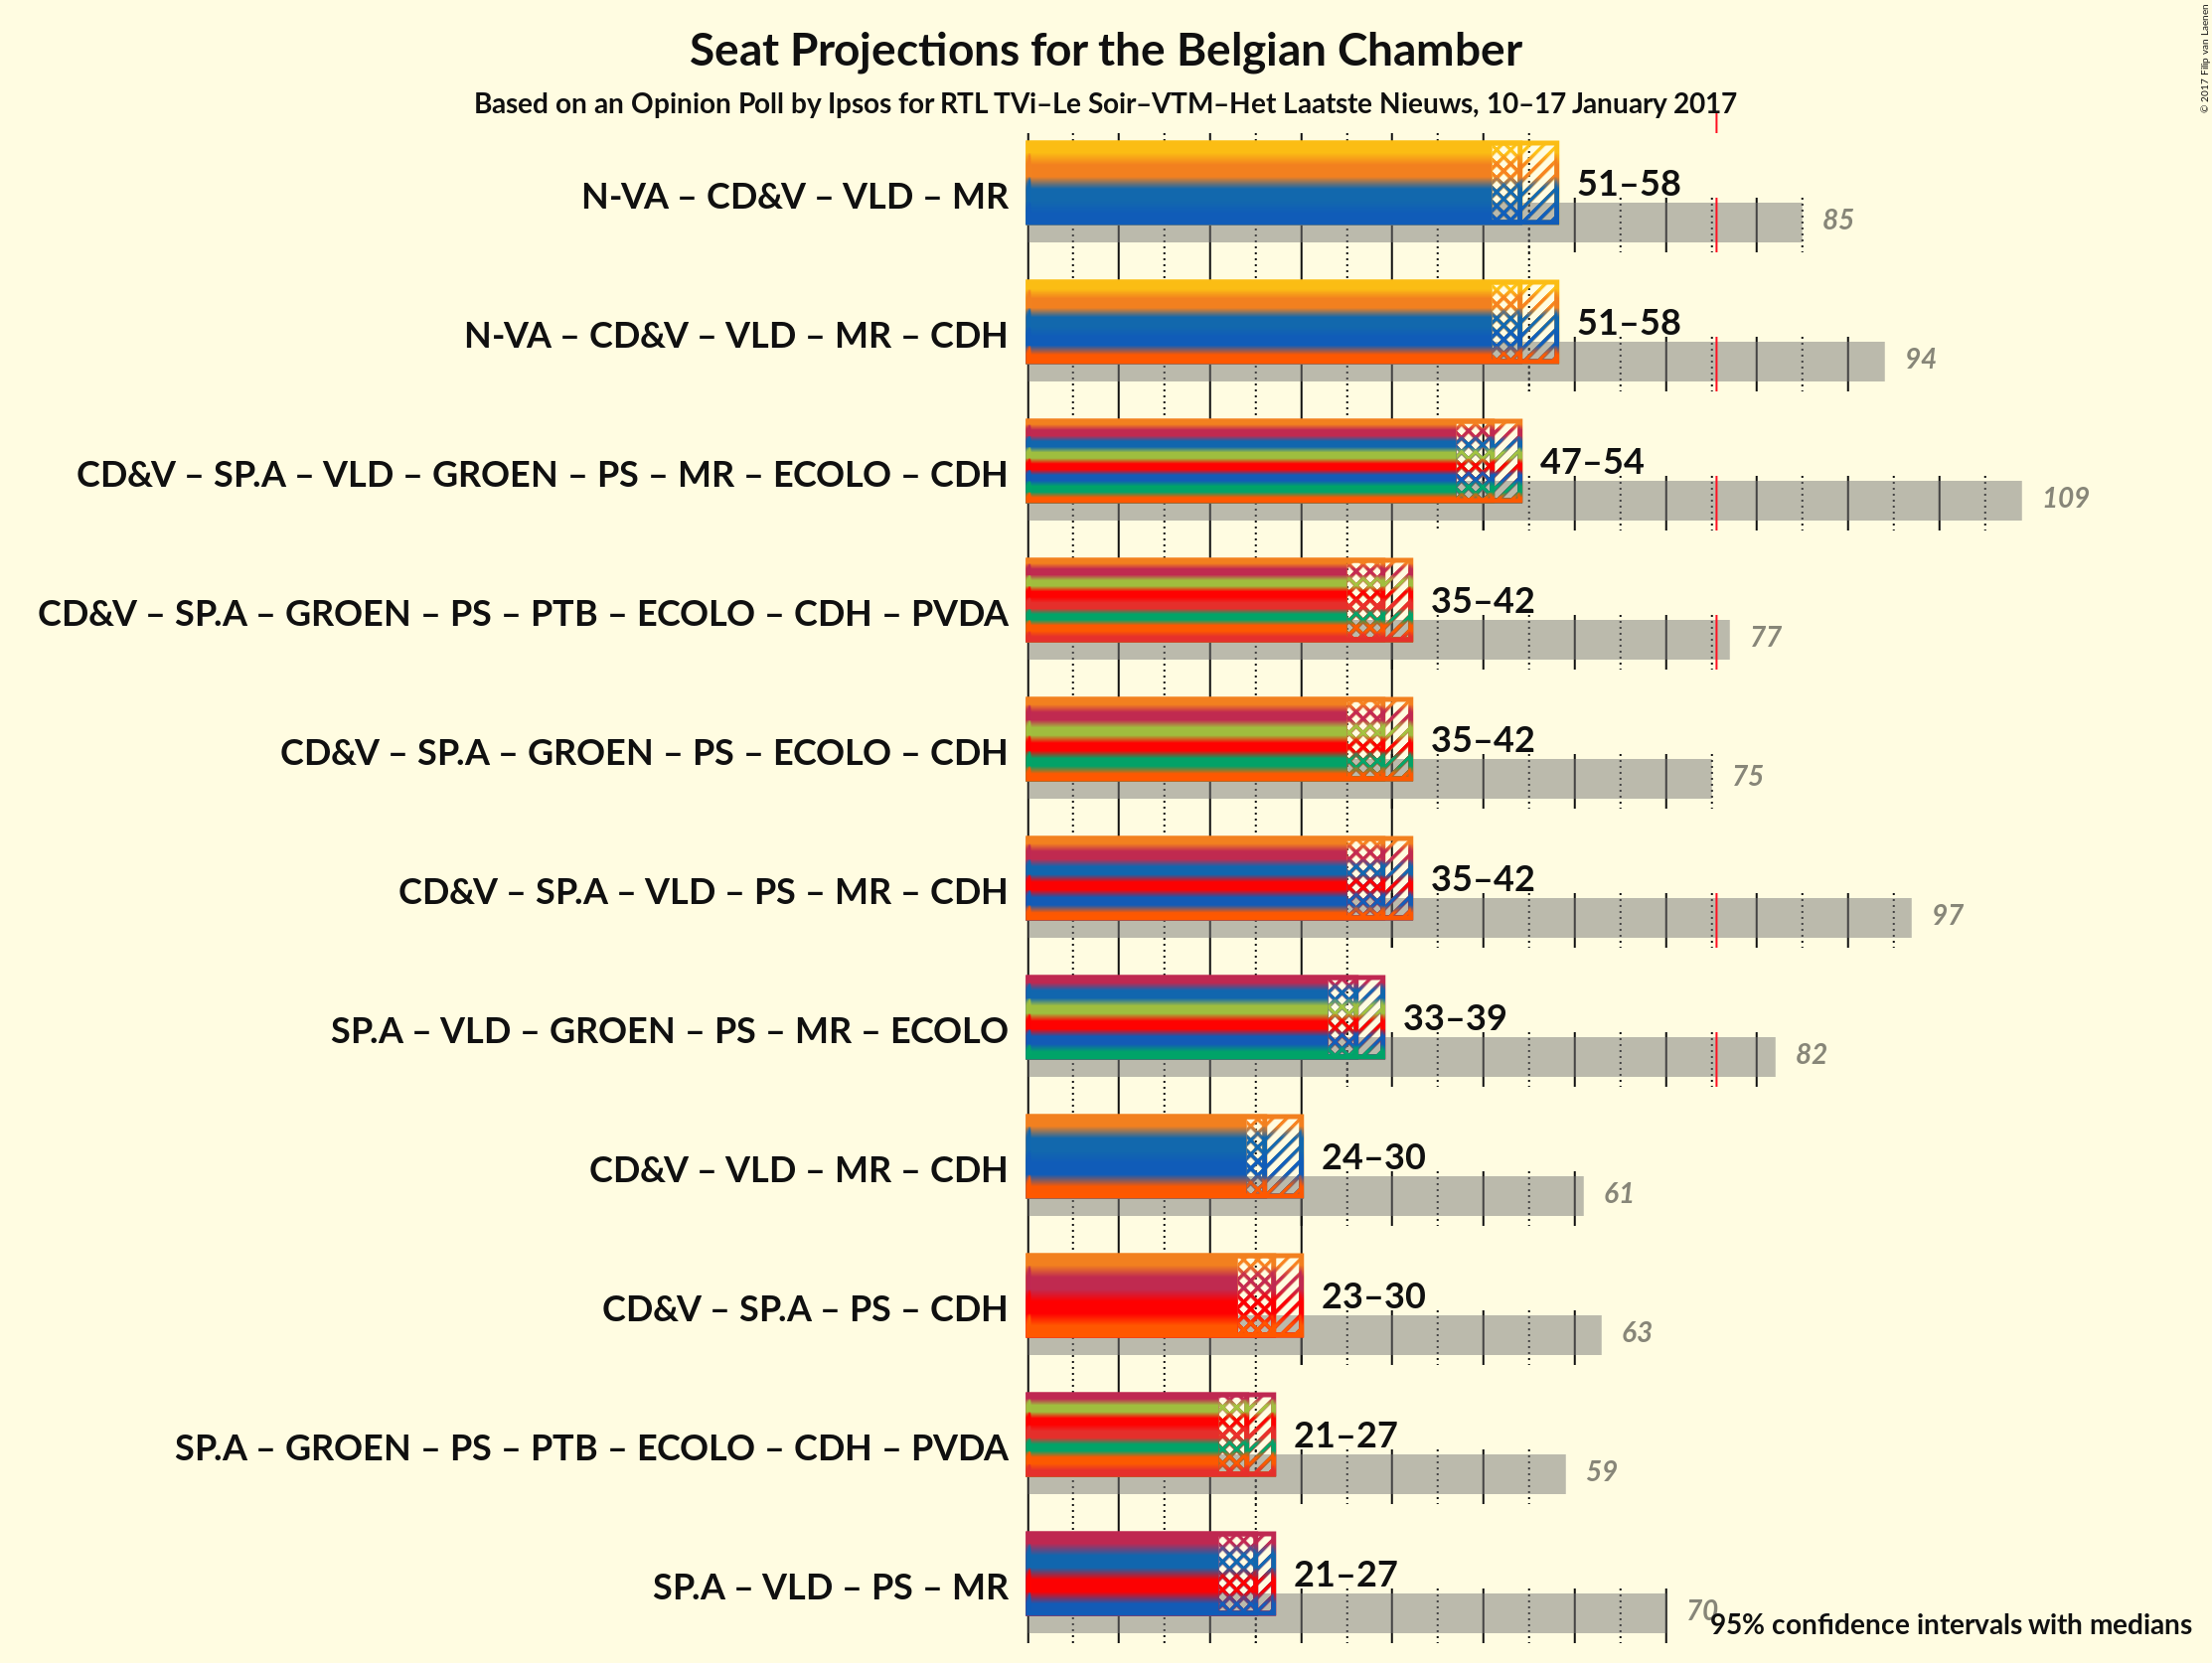 Seat Projections for the Belgian Chamber
Based on an Opinion Poll by Ipsos for RTL TVi–Le Soir–VTM–Het Laatste Nieuws, 10–17 January 2017
© 2017 Filip van Laenen
N-VA – CD&V – VLD – MR
51–58
85
N-VA – CD&V – VLD – MR – CDH
51–58
94
CD&V – SP.A – VLD – GROEN – PS – MR – ECOLO – CDH
47–54
109
CD&V – SP.A – GROEN – PS – PTB – ECOLO – CDH – PVDA
35–42
77
CD&V – SP.A – GROEN – PS – ECOLO – CDH
35–42
75
CD&V – SP.A – VLD – PS – MR – CDH
35–42
97
SP.A – VLD – GROEN – PS – MR – ECOLO
33–39
82
CD&V – VLD – MR – CDH
24–30
61
CD&V – SP.A – PS – CDH
23–30
63
SP.A – GROEN – PS – PTB – ECOLO – CDH – PVDA
21–27
59
SP.A – VLD – PS – MR
21–27
70
95% confidence intervals with medians